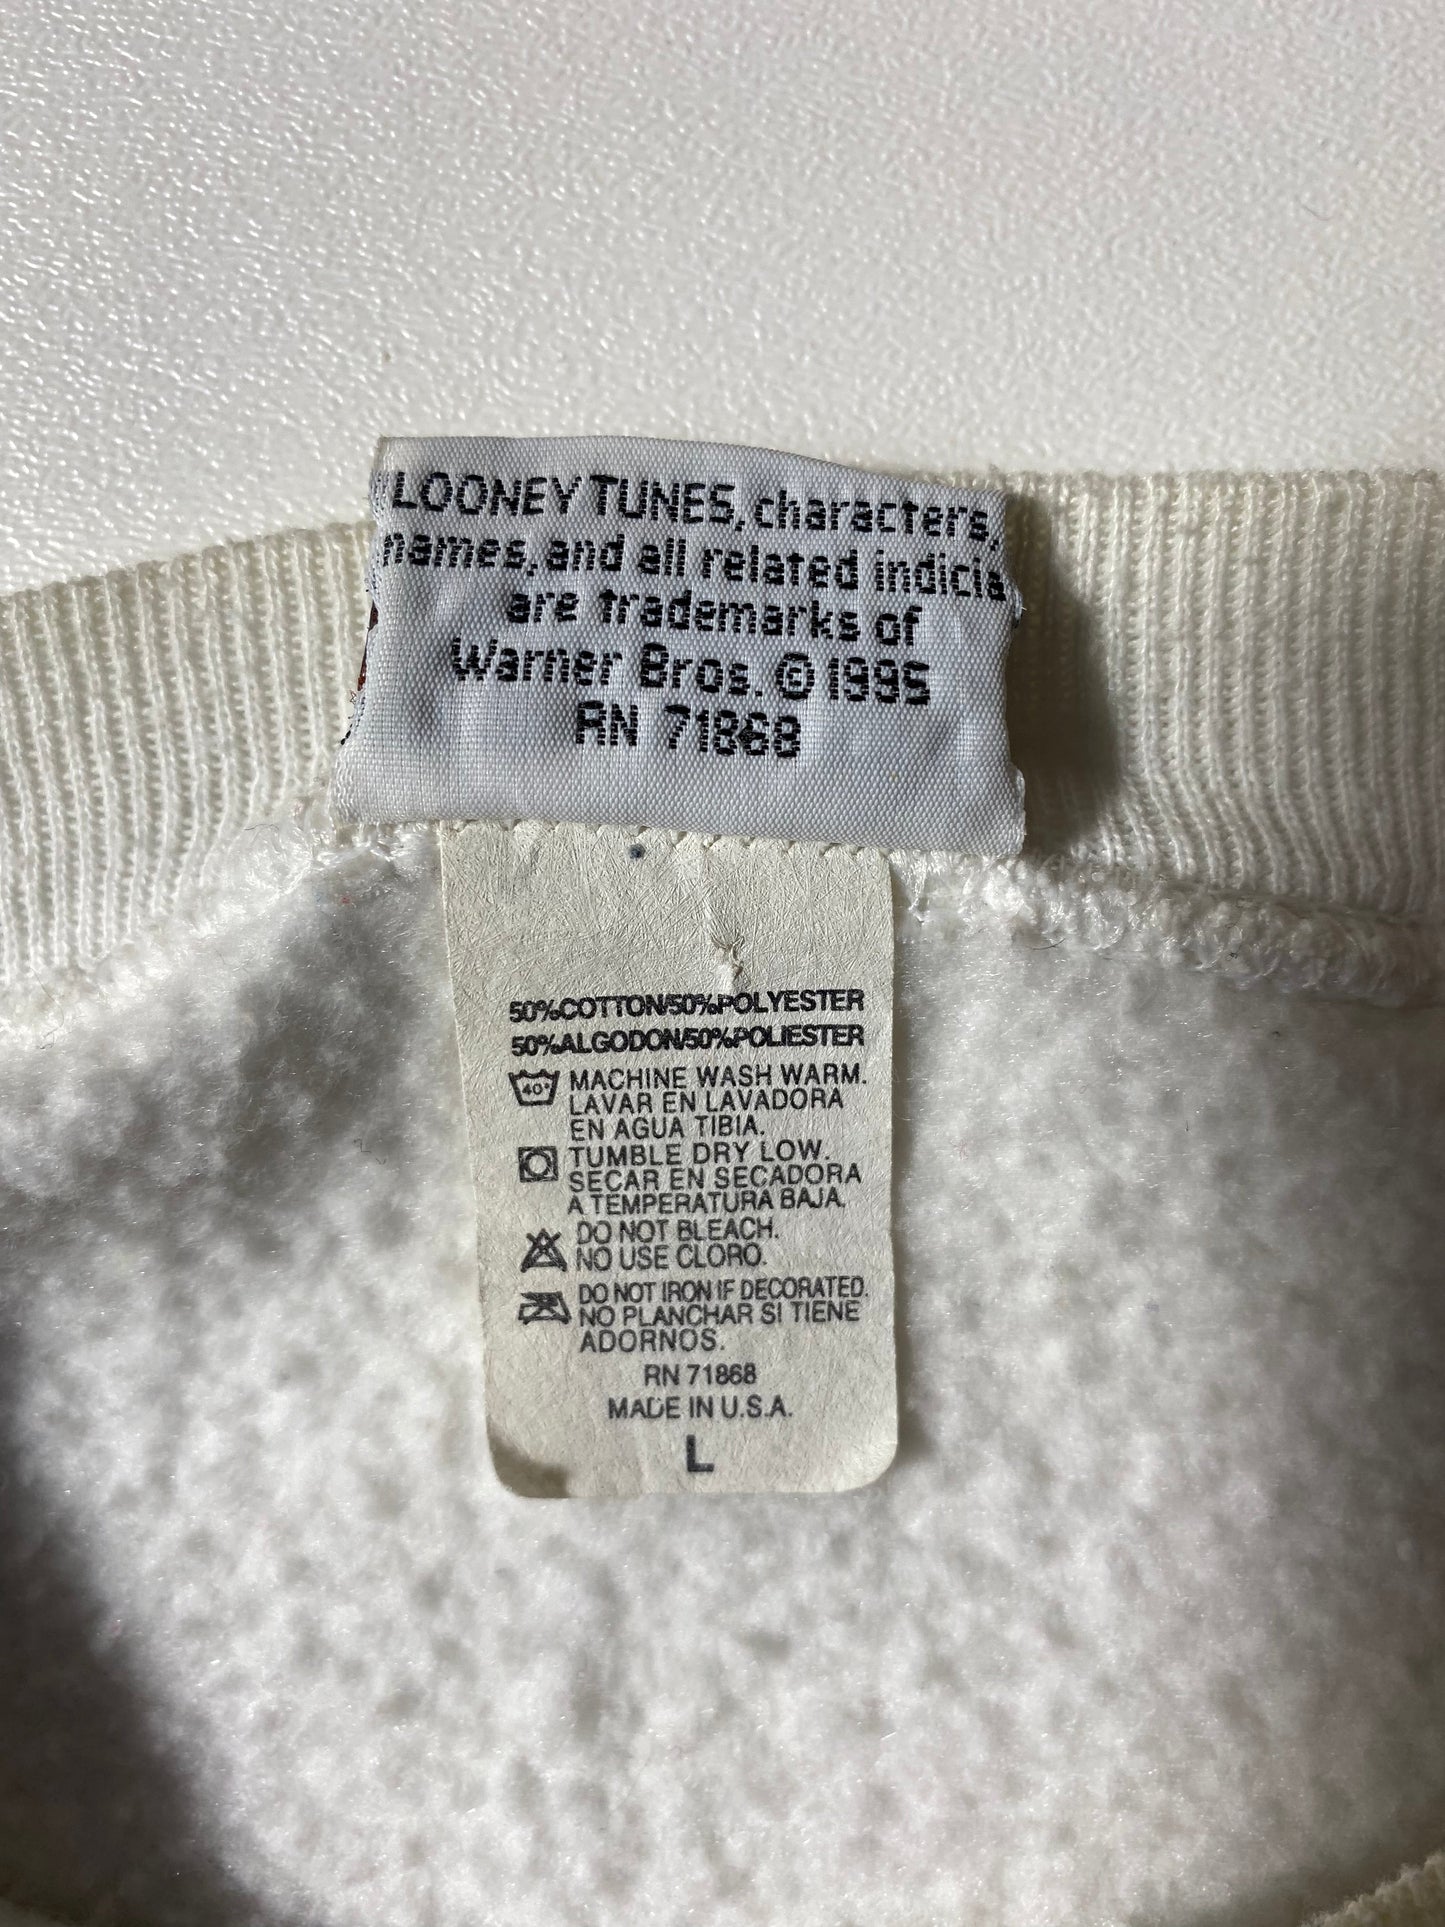 LOONEY TUNES, characters,
names, and all related indicia
are trademarks of
Warner Bros. © 1995
RN 71868
50%COTTON/50%POLYESTER
50%ALGODON/50%POLIESTER
40°
MACHINE WASH WARM.
LAVAR EN LAVADORA
EN AGUA TIBIA.
TUMBLE DRY LOW.
SECAR EN SECADORA
A TEMPERATURA BAJA.
DO NOT BLEACH.
NO USE CLORO.
DO NOT IRON IF DECORATED.
NO PLANCHAR SI TIENE
ADORNOS.
RN 71868
MADE IN U.S.A.
L